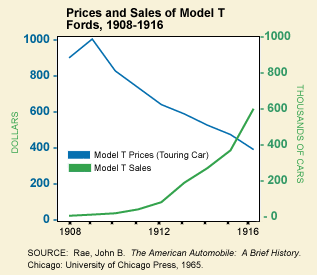 Prices and Sales of Model T
Fords, 1908-1916
1000
800
600
400
200
0
DOLLARS
1000
800
600
400
200
0
THOUSANDS OF CARS
Model T Prices (Touring Car)
Model T Sales
1908
1910
1912
1914
1916
SOURCE: Rae, John B. The American Automobile: A Brief History.
Chicago: University of Chicago Press, 1965.